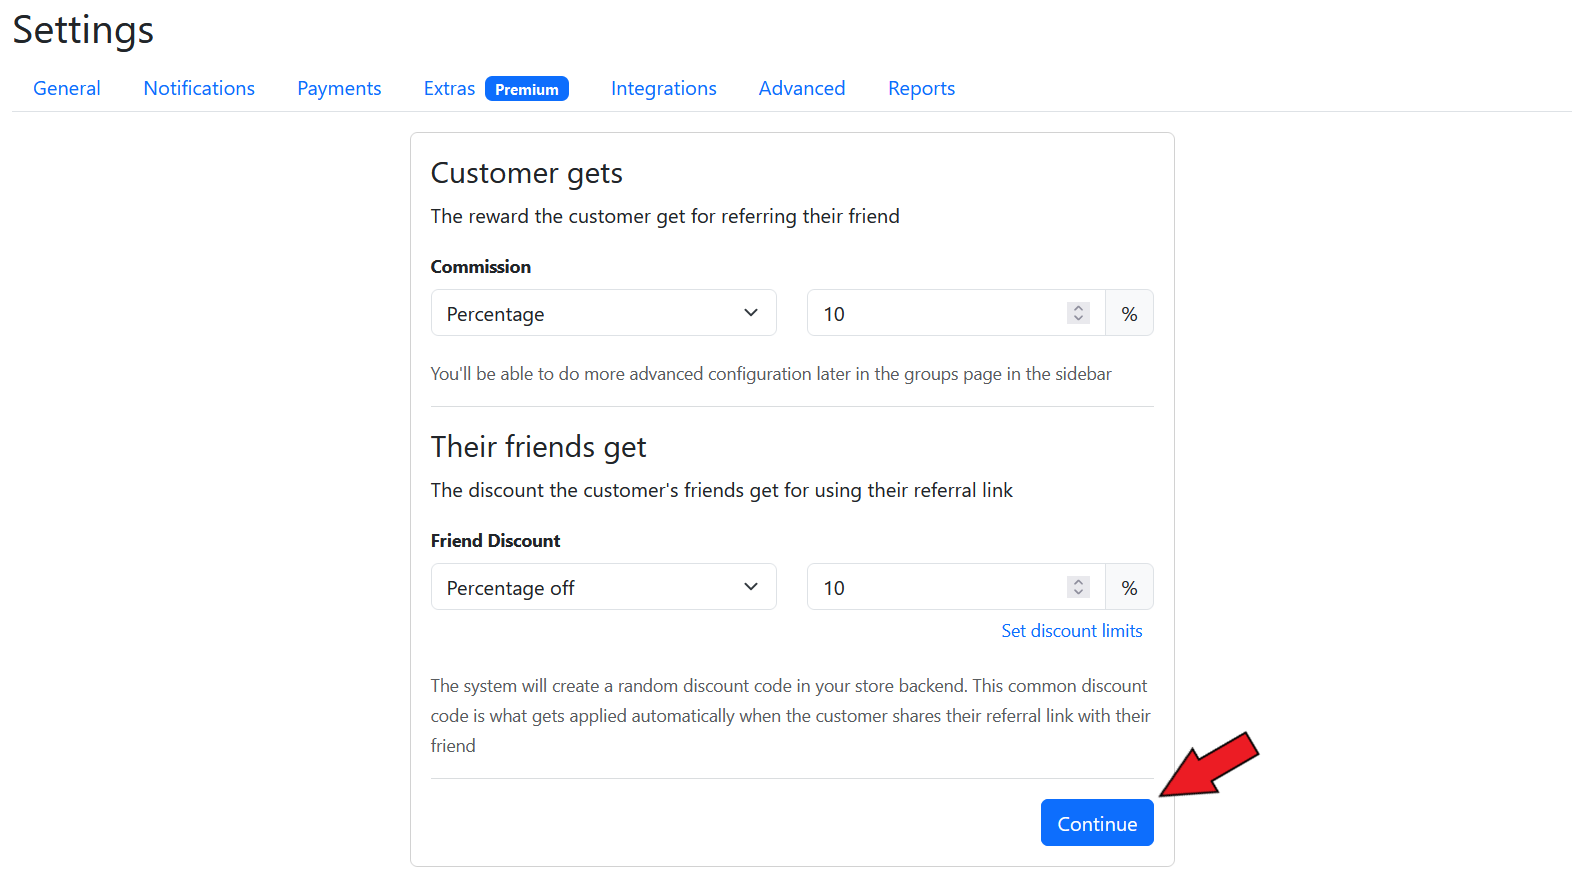 Settings
General Notifications Payments Extras Premium Integrations Advanced Reports
Customer gets
The reward the customer get for referring their friend
Commission
Percentage 10 %
You'll be able to do more advanced configuration later in the groups page in the sidebar
Their friends get
The discount the customer's friends get for using their referral link
Friend Discount
Percentage off 10 %
Set discount limits
The system will create a random discount code in your store backend. This common discount
code is what gets applied automatically when the customer shares their referral link with their
friend
Continue